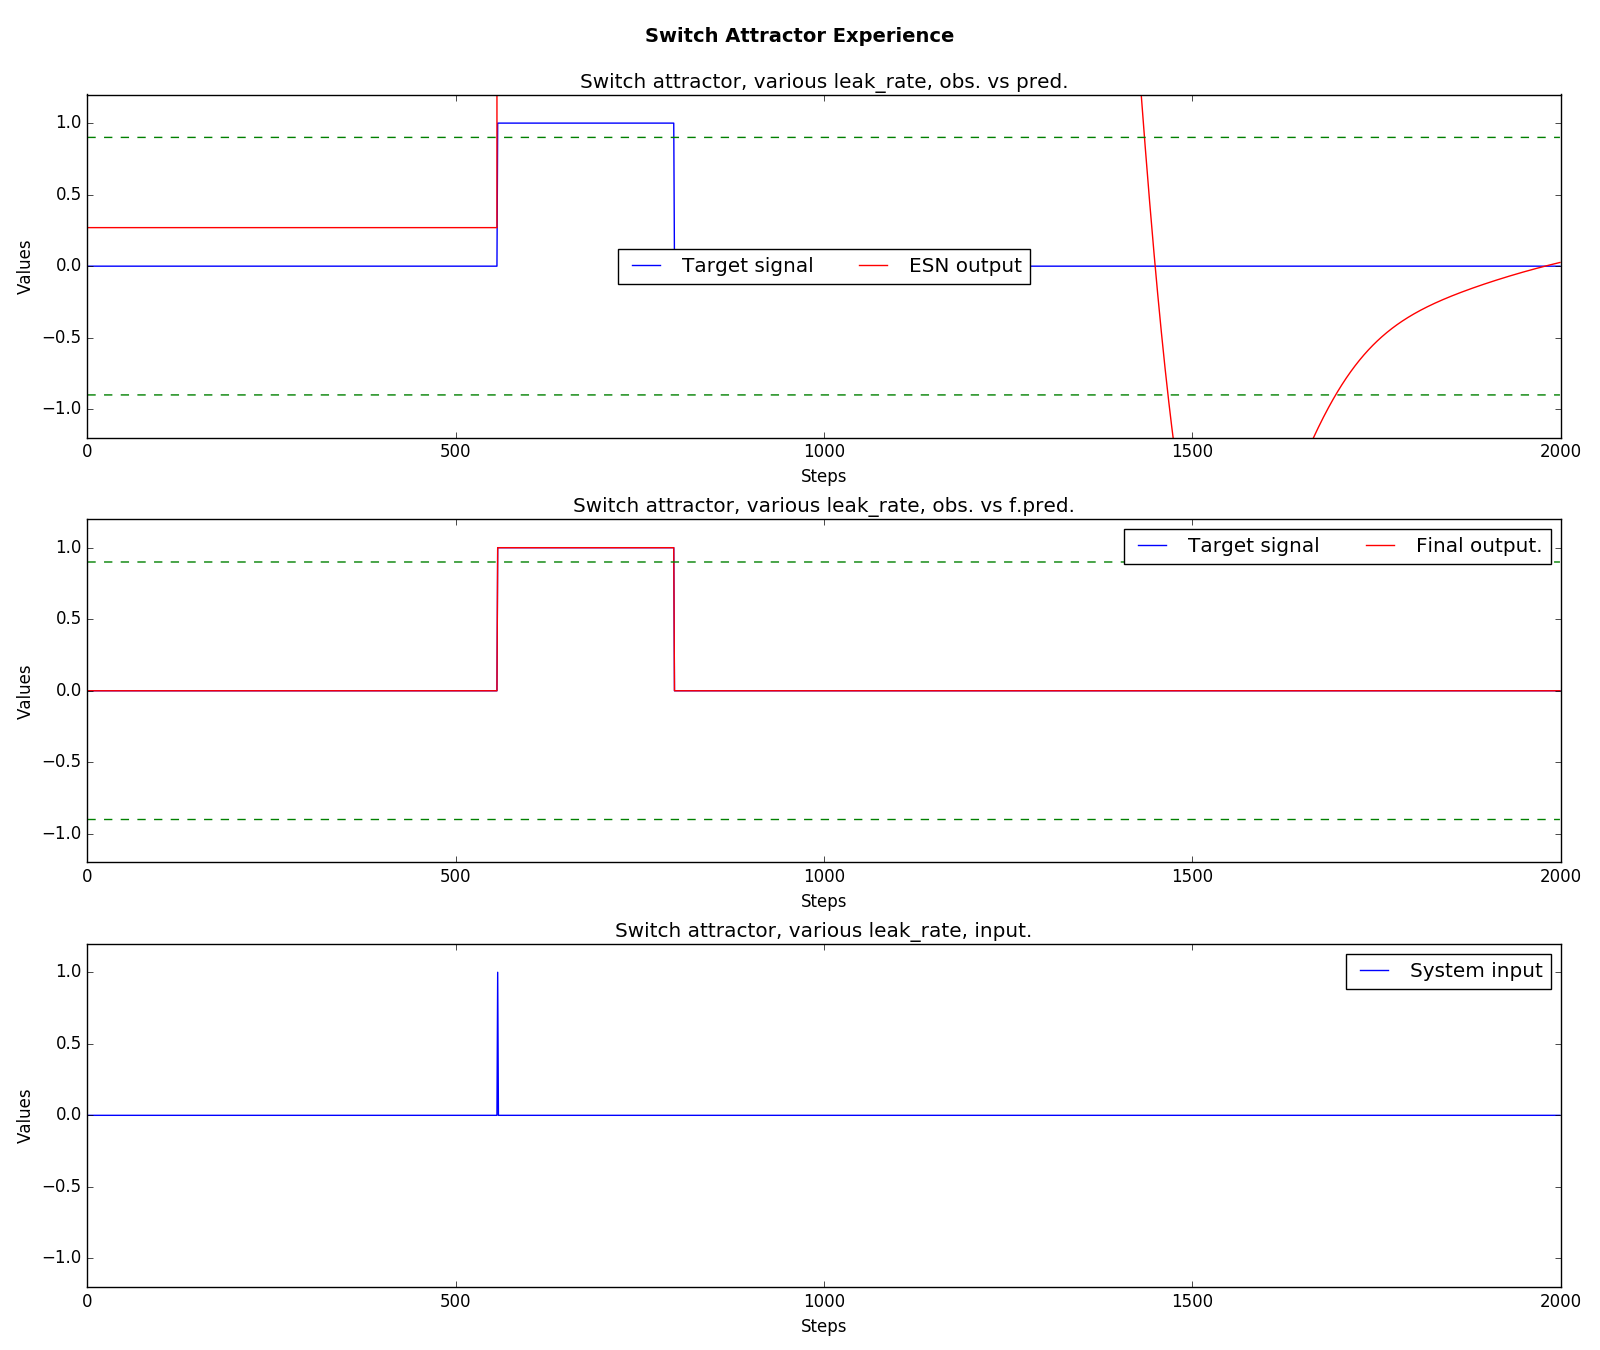 Switch Attractor Experience
Switch attractor, various leak_rate, obs. vs pred.
1.0
0.5
0.0
−0.5
−1.0
Values
Target signal ESN output
0 500 1000 1500 2000
Steps
Switch attractor, various leak_rate, obs. vs f.pred.
1.0
0.5
0.0
−0.5
−1.0
Values
Target signal Final output.
0 500 1000 1500 2000
Steps
Switch attractor, various leak_rate, input.
1.0
0.5
0.0
−0.5
−1.0
Values
System input
0 500 1000 1500 2000
Steps